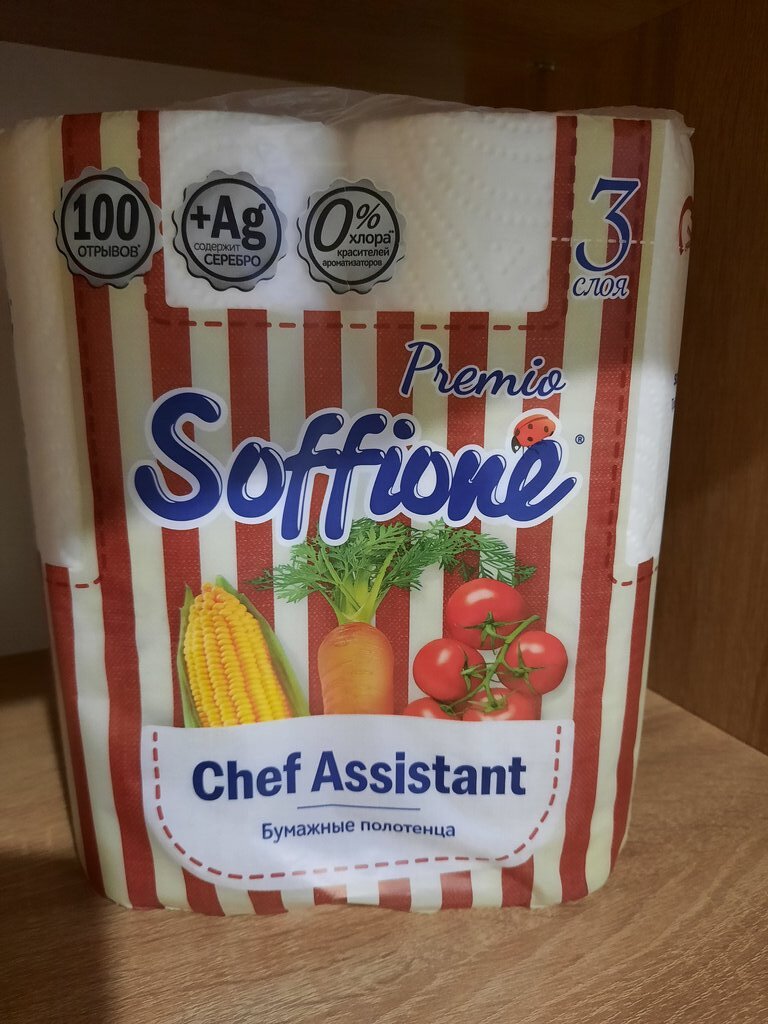 100
ОТРЫВОВ*
+Ag
содержит
СЕРЕБРО
0%
хлора**
красителей
ароматизаторов
3
слоя
Premio
Soffione®
Chef Assistant
Бумажные полотенца